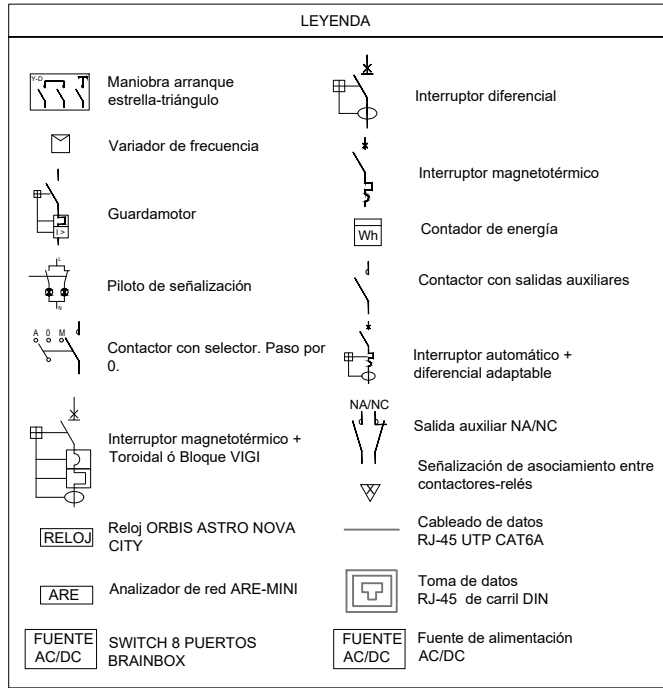 LEYENDA
Y-D
Maniobra arranque
estrella-triángulo
Variador de frecuencia
I >
Guardamotor
L
N
Piloto de señalización
A 0 M
Contactor con selector. Paso por
0.
Interruptor magnetotérmico +
Toroidal ó Bloque VIGI
RELOJ
Reloj ORBIS ASTRO NOVA
CITY
ARE
Analizador de red ARE-MINI
FUENTE
AC/DC
SWITCH 8 PUERTOS
BRAINBOX
Interruptor diferencial
Interruptor magnetotérmico
Wh
Contador de energía
Contactor con salidas auxiliares
Interruptor automático +
diferencial adaptable
NA/NC
Salida auxiliar NA/NC
X
Señalización de asociamiento entre
contactores-relés
Cableado de datos
RJ-45 UTP CAT6A
Toma de datos
RJ-45 de carril DIN
FUENTE
AC/DC
Fuente de alimentación
AC/DC